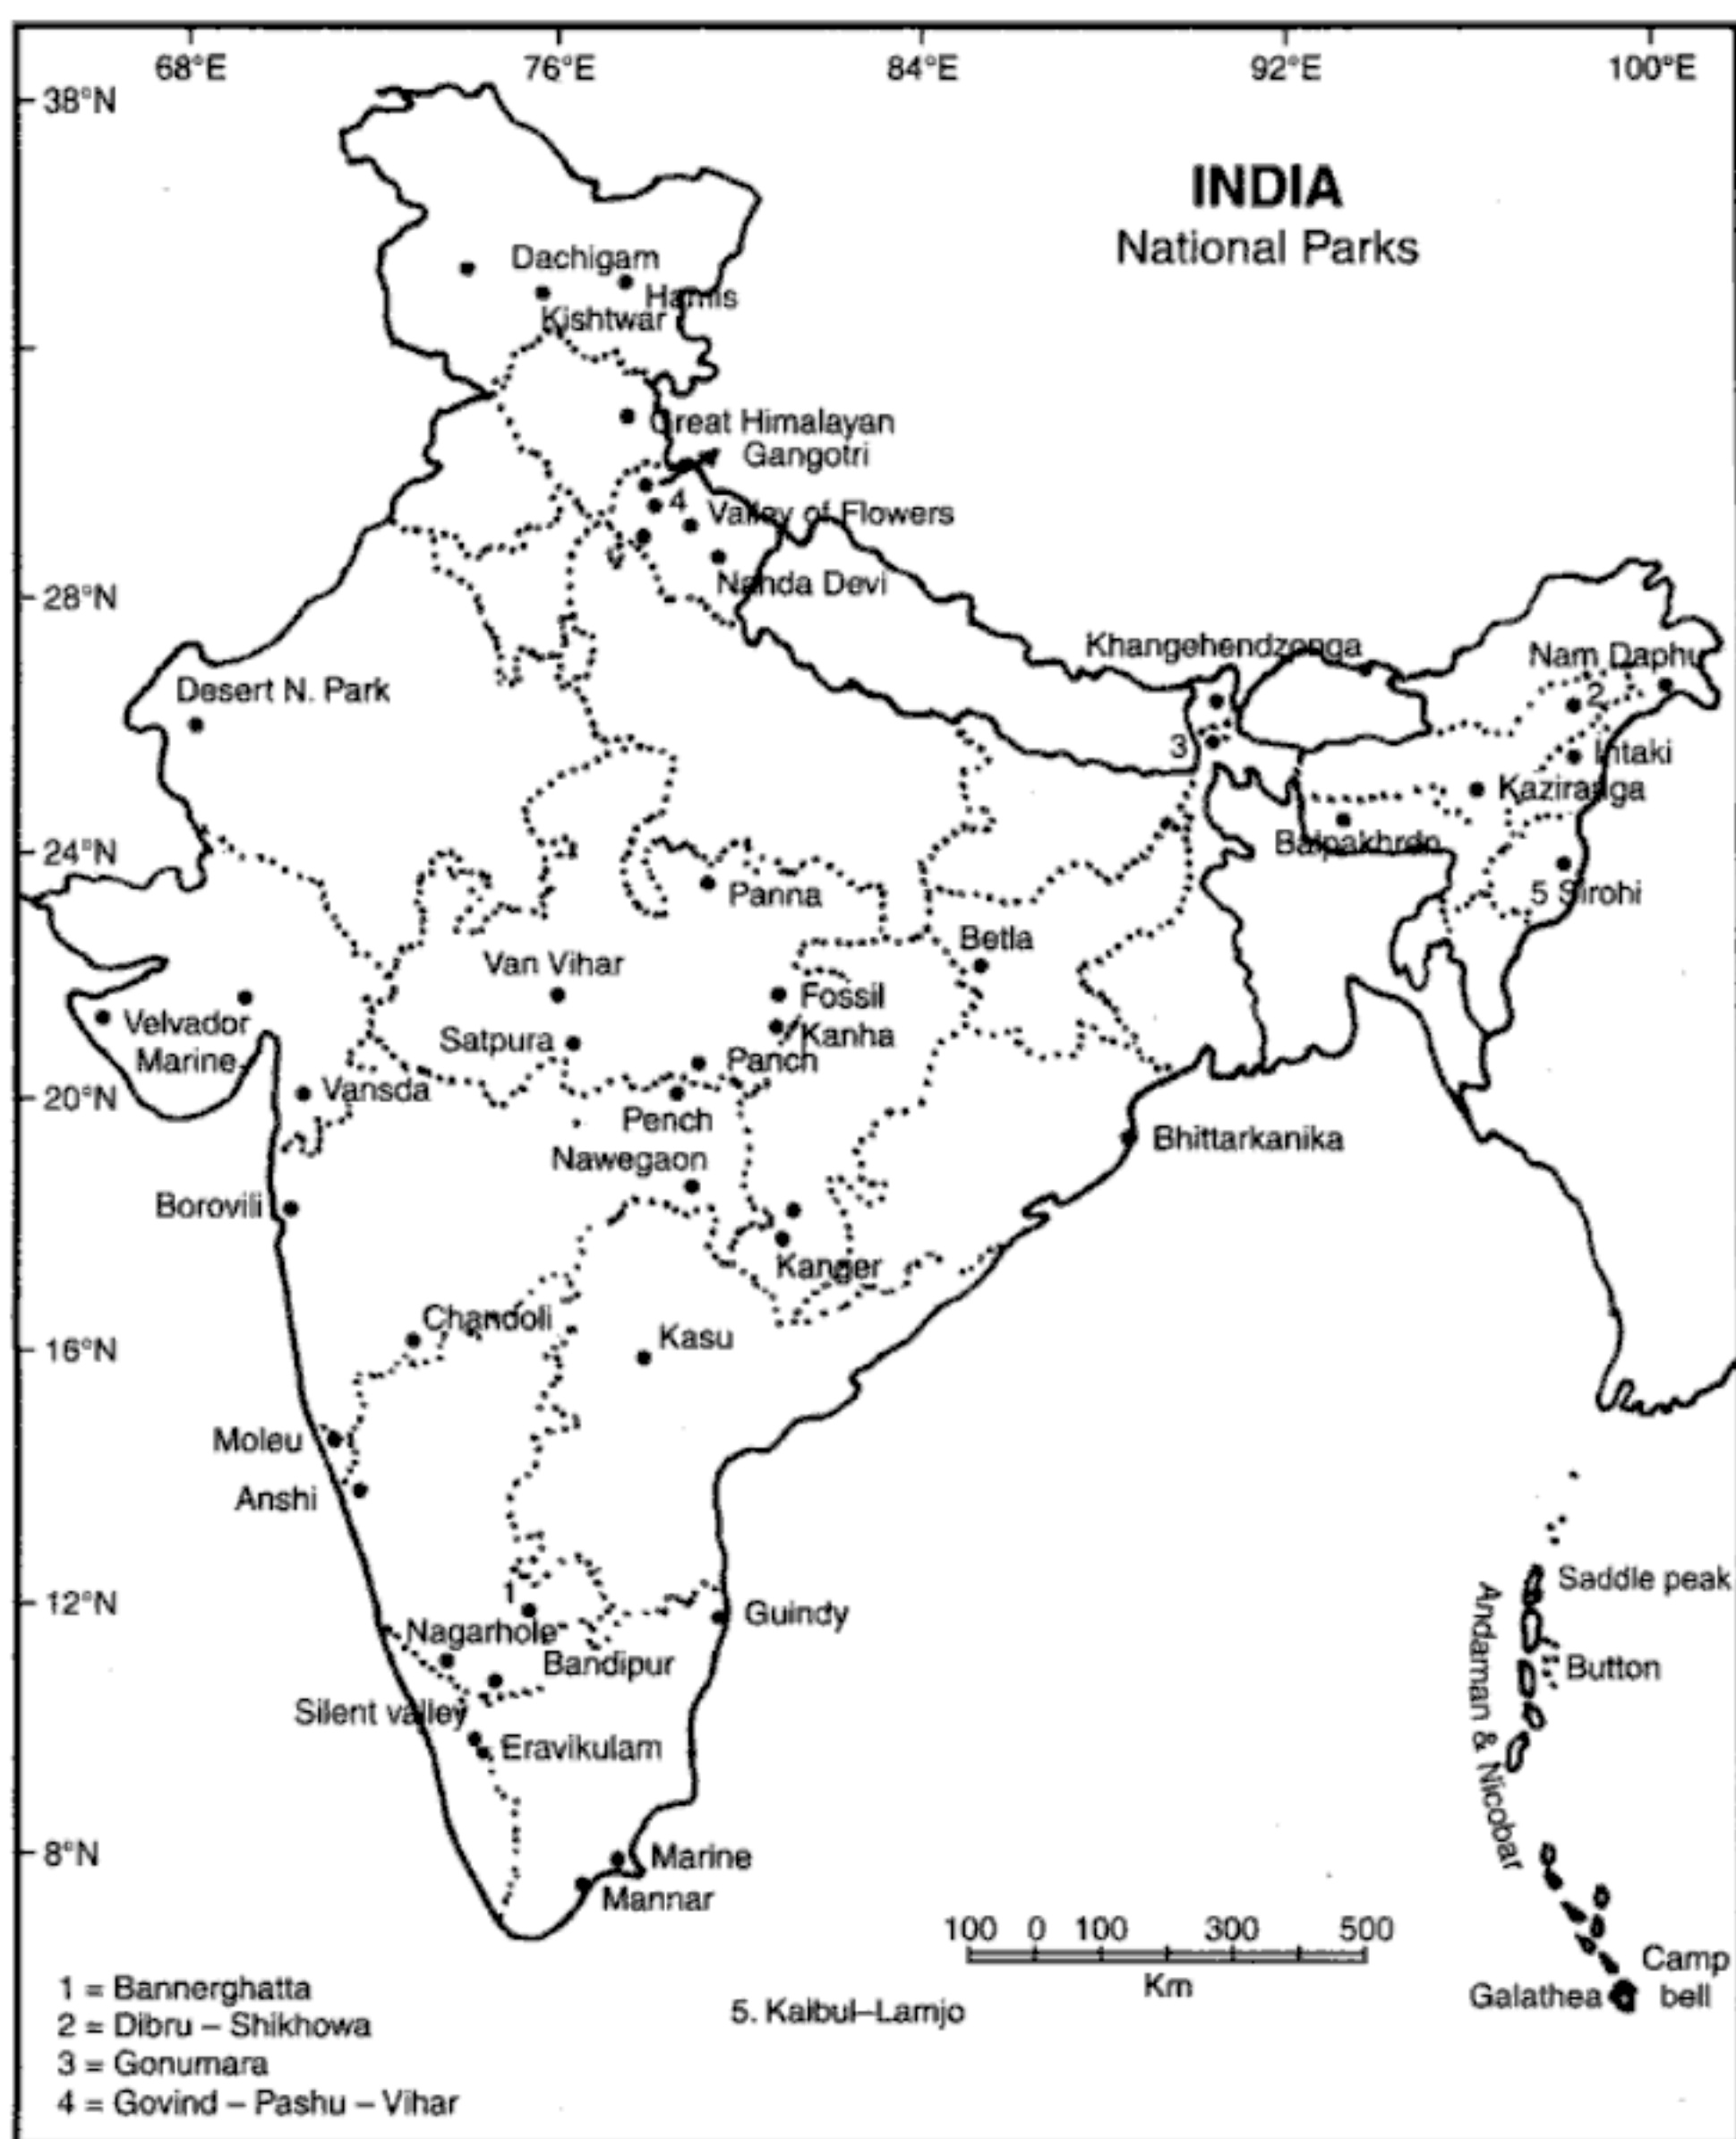 68°E 76°E 84°E 92°E 100°E
38°N
INDIA
National Parks
Dachigam
Hamis
Kishtwar
Great Himalayan
Gangotri
4
Valley of Flowers
28°N
Nanda Devi
Khangehendzonga
Nam Daphu
Desert N. Park
2
3
Intaki
Kaziranga
24°N
Balpakhrdn
Panna
5 Sirohi
Betla
Van Vihar
Fossil
Velvador
Satpura
Kanha
Marine
Panch
20°N
Vansda
Pench
Bhittarkanika
Nawegaon
Borovili
Kanger
Chandoli
16°N
Kasu
Moleu
Anshi
12°N
1
Saddle peak
Guindy
Nagarhole
Bandipur
Button
Silent valley
Eravikulam
Andaman & Nicobar
8°N
Marine
Mannar
100 0 100 300 500
Km
Camp
bell
Galathea
1 = Bannerghatta
2 = Dibru – Shikhowa
3 = Gonumara
4 = Govind – Pashu – Vihar
5. Kalbul–Lamjo